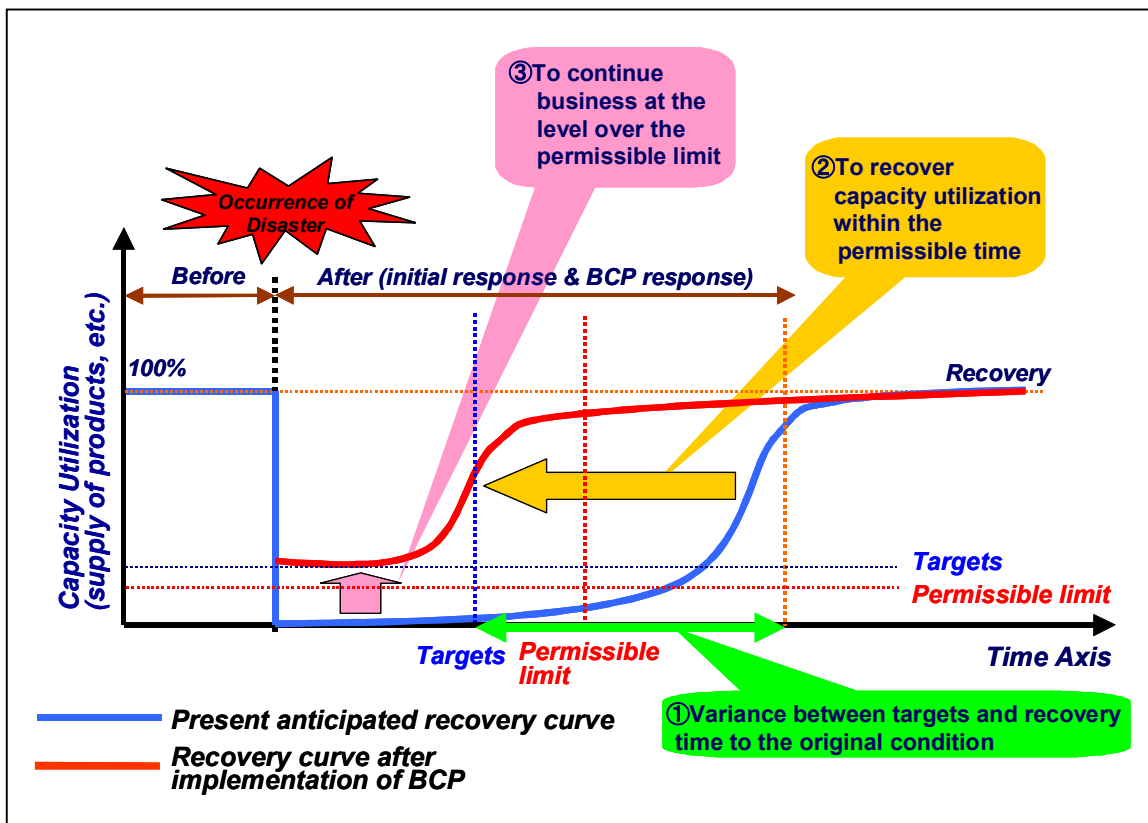 ③To continue
business at the
level over the
permissible limit
②To recover
capacity utilization
within the
permissible time
Occurrence of
Disaster
Before
After (initial response & BCP response)
Capacity Utilization
(supply of products, etc.)
100%
Recovery
Targets
Permissible limit
Targets
Permissible
limit
Time Axis
①Variance between targets and recovery
time to the original condition
Present anticipated recovery curve
Recovery curve after
implementation of BCP